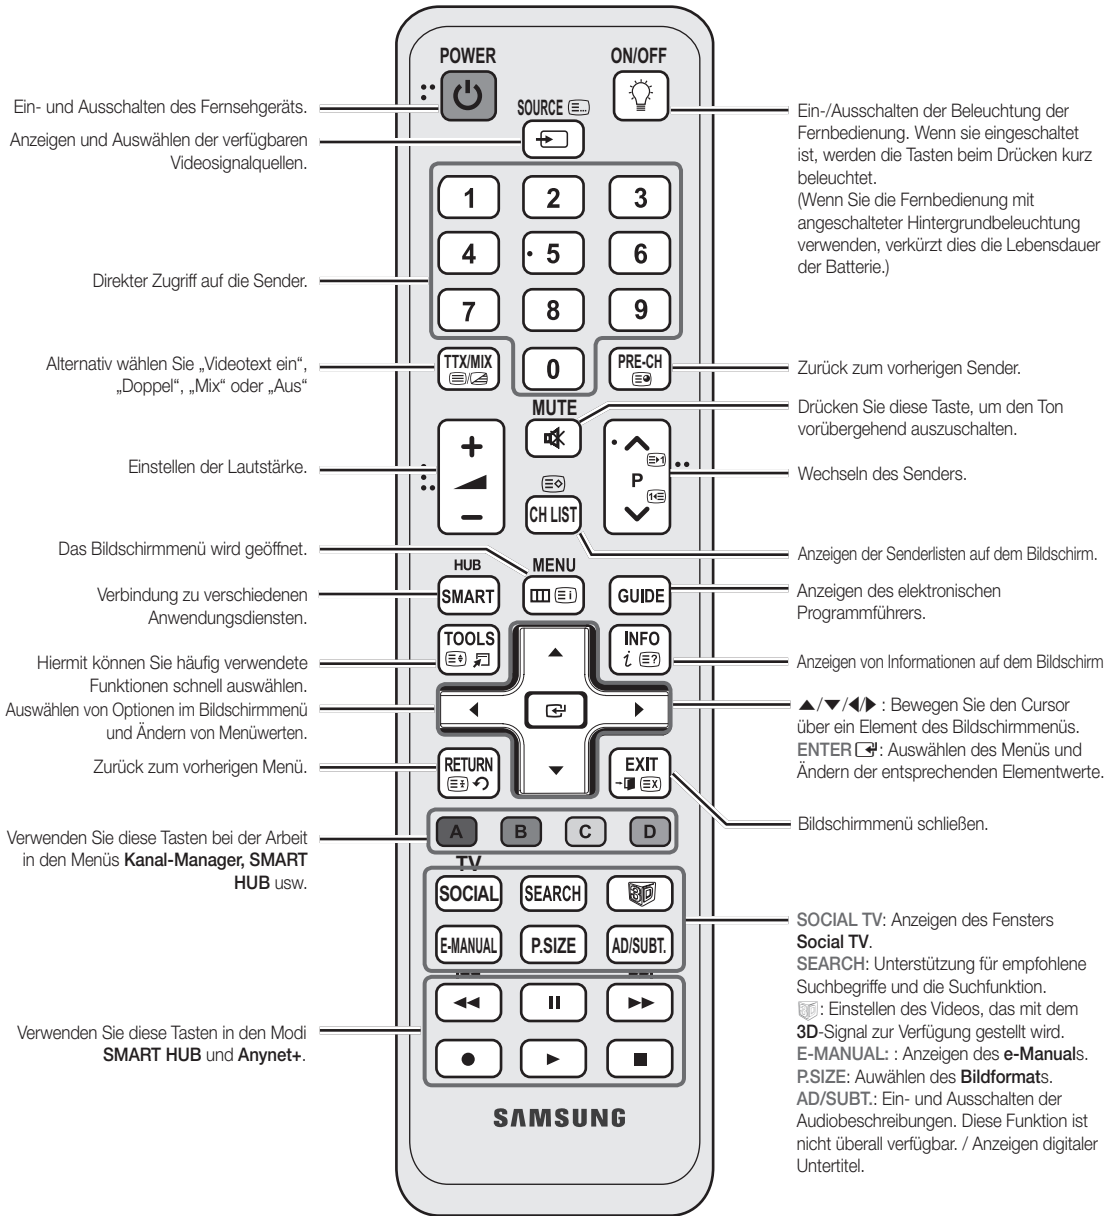 POWER
ON/OFF
Ein- und Ausschalten des Fernsehgeräts.
SOURCE
Anzeigen und Auswählen der verfügbaren
Videosignalquellen.
Ein-/Ausschalten der Beleuchtung der
Fernbedienung. Wenn sie eingeschaltet
ist, werden die Tasten beim Drücken kurz
beleuchtet.
(Wenn Sie die Fernbedienung mit
angeschalteter Hintergrundbeleuchtung
verwenden, verkürzt dies die Lebensdauer
der Batterie.)
1 2 3
4 5 6
7 8 9
0
Direkter Zugriff auf die Sender.
Alternativ wählen Sie „Videotext ein“,
„Doppel“, „Mix“ oder „Aus“
TTX/MIX
PRE-CH
Zurück zum vorherigen Sender.
MUTE
Drücken Sie diese Taste, um den Ton
vorübergehend auszuschalten.
Einstellen der Lautstärke.
+
−
P
Wechseln des Senders.
CH LIST
Anzeigen der Senderlisten auf dem Bildschirm.
Das Bildschirmmenü wird geöffnet.
HUB
MENU
SMART
GUIDE
Verbindung zu verschiedenen
Anwendungsdiensten.
Anzeigen des elektronischen
Programmführers.
TOOLS
INFO
i
Hiermit können Sie häufig verwendete
Funktionen schnell auswählen.
Anzeigen von Informationen auf dem Bildschirm
Auswählen von Optionen im Bildschirmmenü
und Ändern von Menüwerten.
▲/▼/◀/▶ : Bewegen Sie den Cursor
über ein Element des Bildschirmmenüs.
ENTER : Auswählen des Menüs und
Ändern der entsprechenden Elementwerte.
Zurück zum vorherigen Menü.
RETURN
EXIT
Bildschirmmenü schließen.
A B C D
Verwenden Sie diese Tasten bei der Arbeit
in den Menüs Kanal-Manager, SMART
HUB usw.
TV
SOCIAL
SEARCH
3D
E-MANUAL
P.SIZE
AD/SUBT.
SOCIAL TV: Anzeigen des Fensters
Social TV.
SEARCH: Unterstützung für empfohlene
Suchbegriffe und die Suchfunktion.
: Einstellen des Videos, das mit dem
3D-Signal zur Verfügung gestellt wird.
E-MANUAL: : Anzeigen des e-Manuals.
P.SIZE: Auwählen des Bildformats.
AD/SUBT.: Ein- und Ausschalten der
Audiobeschreibungen. Diese Funktion ist
nicht überall verfügbar. / Anzeigen digitaler
Untertitel.
Verwenden Sie diese Tasten in den Modi
SMART HUB und Anynet+.
SAMSUNG